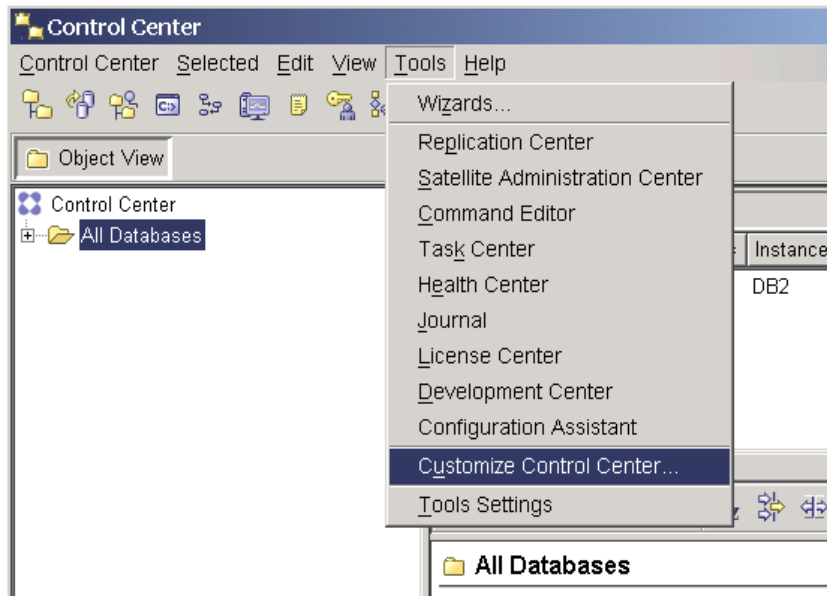 Control Center
Control Center Selected Edit View Tools Help
Wizards...
Object View
Replication Center
Satellite Administration Center
Control Center
Command Editor
All Databases
Task Center
Instance
Health Center
DB2
Journal
License Center
Development Center
Configuration Assistant
Customize Control Center...
Tools Settings
All Databases